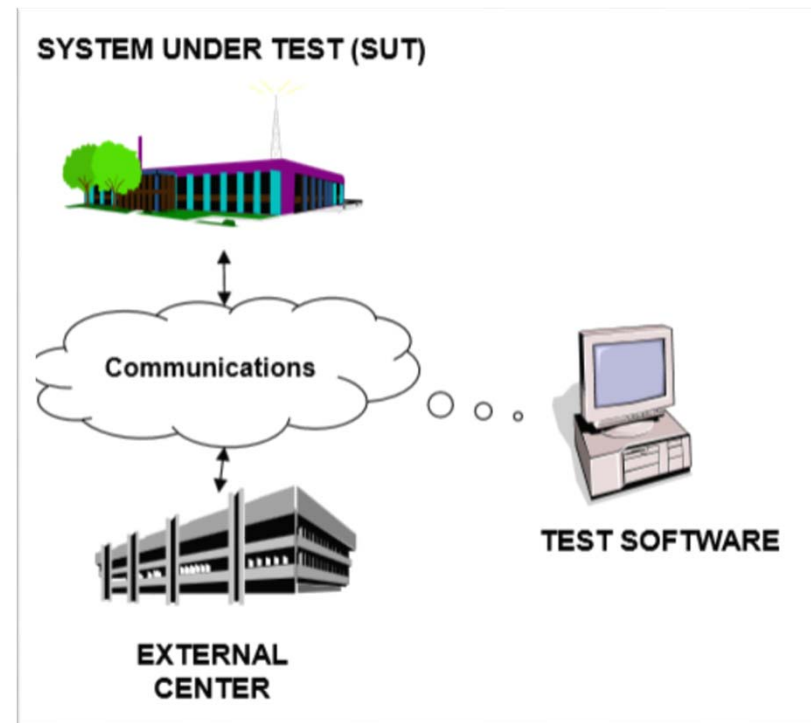 SYSTEM UNDER TEST (SUT)
Communications
TEST SOFTWARE
EXTERNAL
CENTER